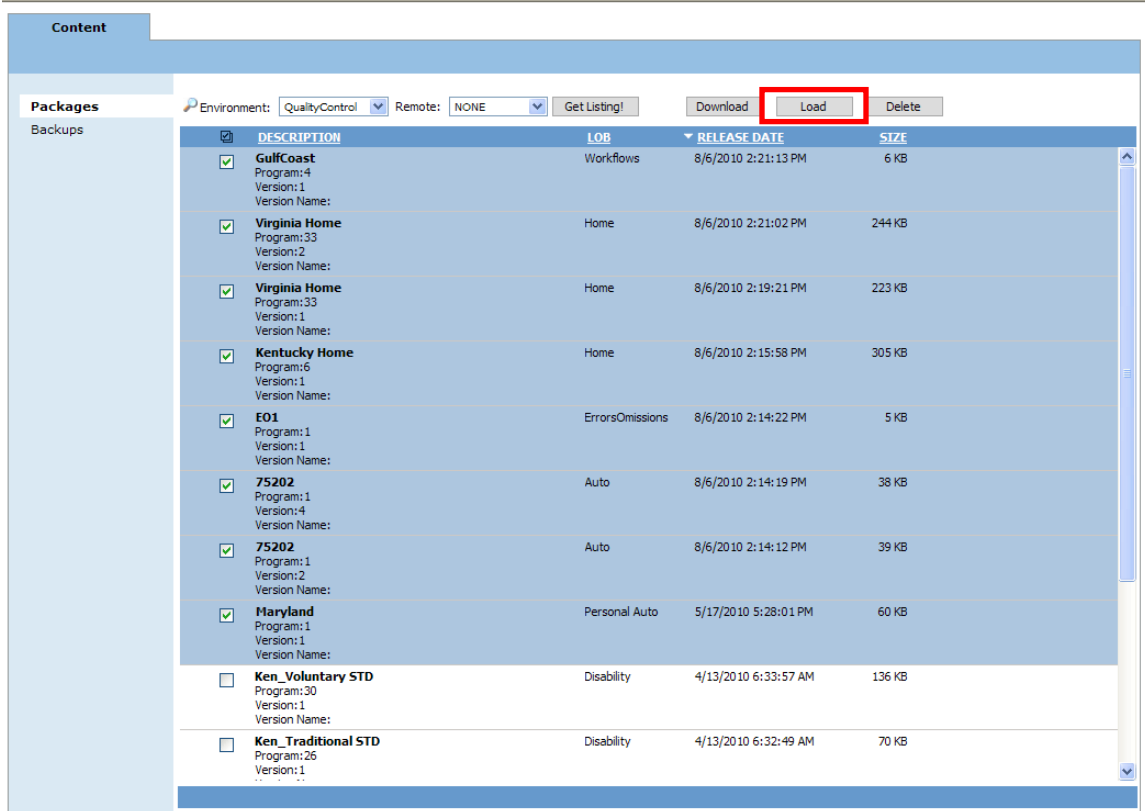 Content
Packages
Backups
Environment: QualityControl Remote: NONE Get Listing! Download Load Delete
DESCRIPTION LOB RELEASE DATE SIZE
GulfCoast Workflows 8/6/2010 2:21:13 PM 6 KB
Program:4
Version:1
Version Name:
Virginia Home Home 8/6/2010 2:21:02 PM 244 KB
Program:33
Version:2
Version Name:
Virginia Home Home 8/6/2010 2:19:21 PM 223 KB
Program:33
Version:1
Version Name:
Kentucky Home Home 8/6/2010 2:15:58 PM 305 KB
Program:6
Version:1
Version Name:
EO1 ErrorsOmissions 8/6/2010 2:14:22 PM 5 KB
Program:1
Version:1
Version Name:
75202 Auto 8/6/2010 2:14:19 PM 38 KB
Program:1
Version:4
Version Name:
75202 Auto 8/6/2010 2:14:12 PM 39 KB
Program:1
Version:2
Version Name:
Maryland Personal Auto 5/17/2010 5:28:01 PM 60 KB
Program:1
Version:1
Version Name:
Ken_Voluntary STD Disability 4/13/2010 6:33:57 AM 136 KB
Program:30
Version:1
Version Name:
Ken_Traditional STD Disability 4/13/2010 6:32:49 AM 70 KB
Program:26
Version:1